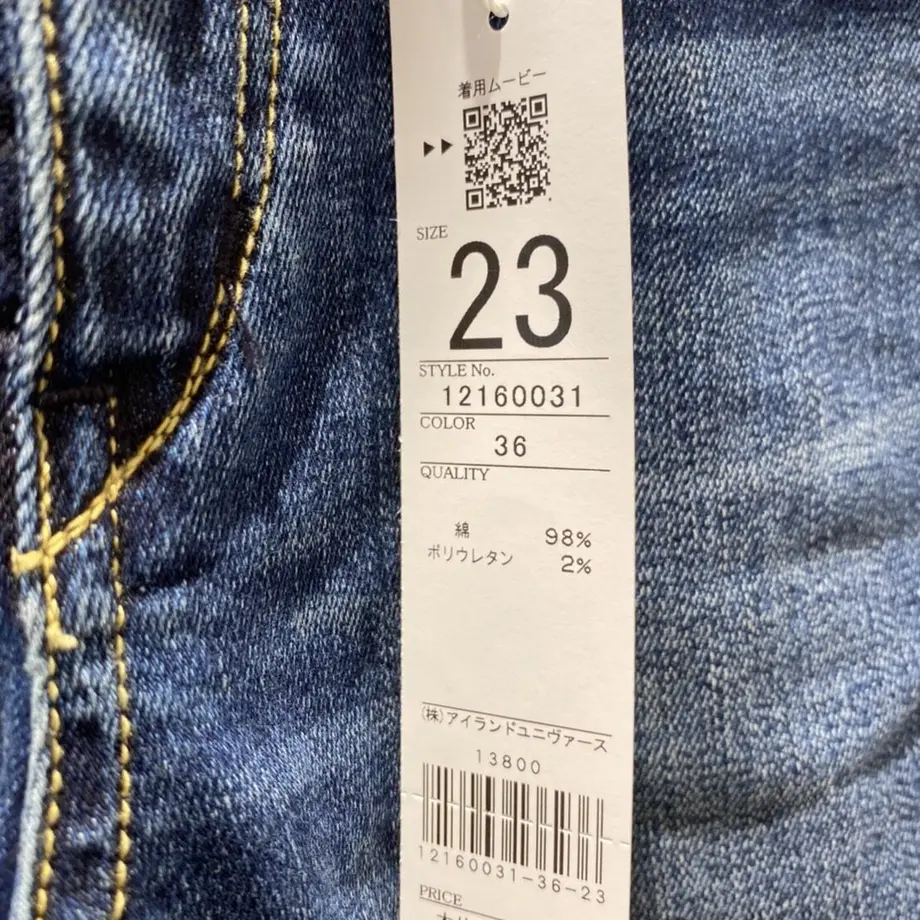 着用ムービー
▶▶
SIZE
23
STYLE No.
12160031
COLOR
36
QUALITY
綿 98%
ポリウレタン 2%
(株)アイランドユニヴァース
13800
12160031-36-23
PRICE